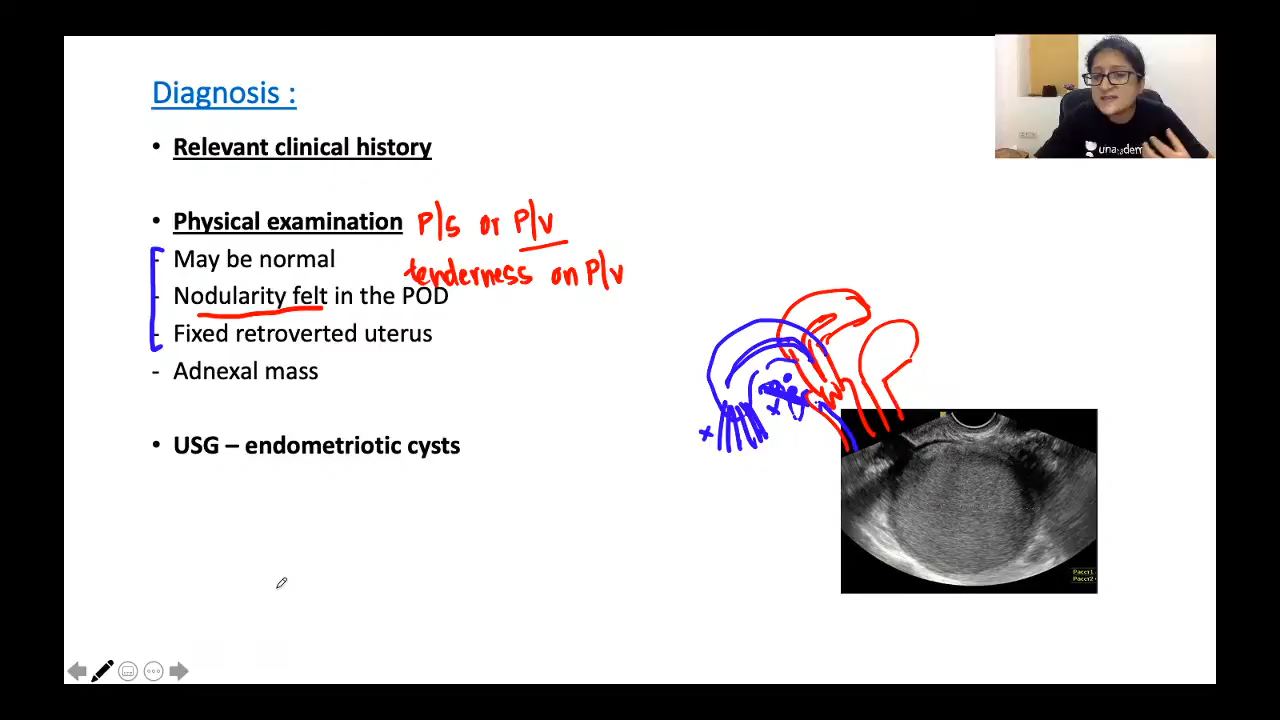 Diagnosis :
• Relevant clinical history
• Physical examination P/S or P/V
- May be normal
tenderness on P/V
- Nodularity felt in the POD
- Fixed retroverted uterus
- Adnexal mass
• USG – endometriotic cysts